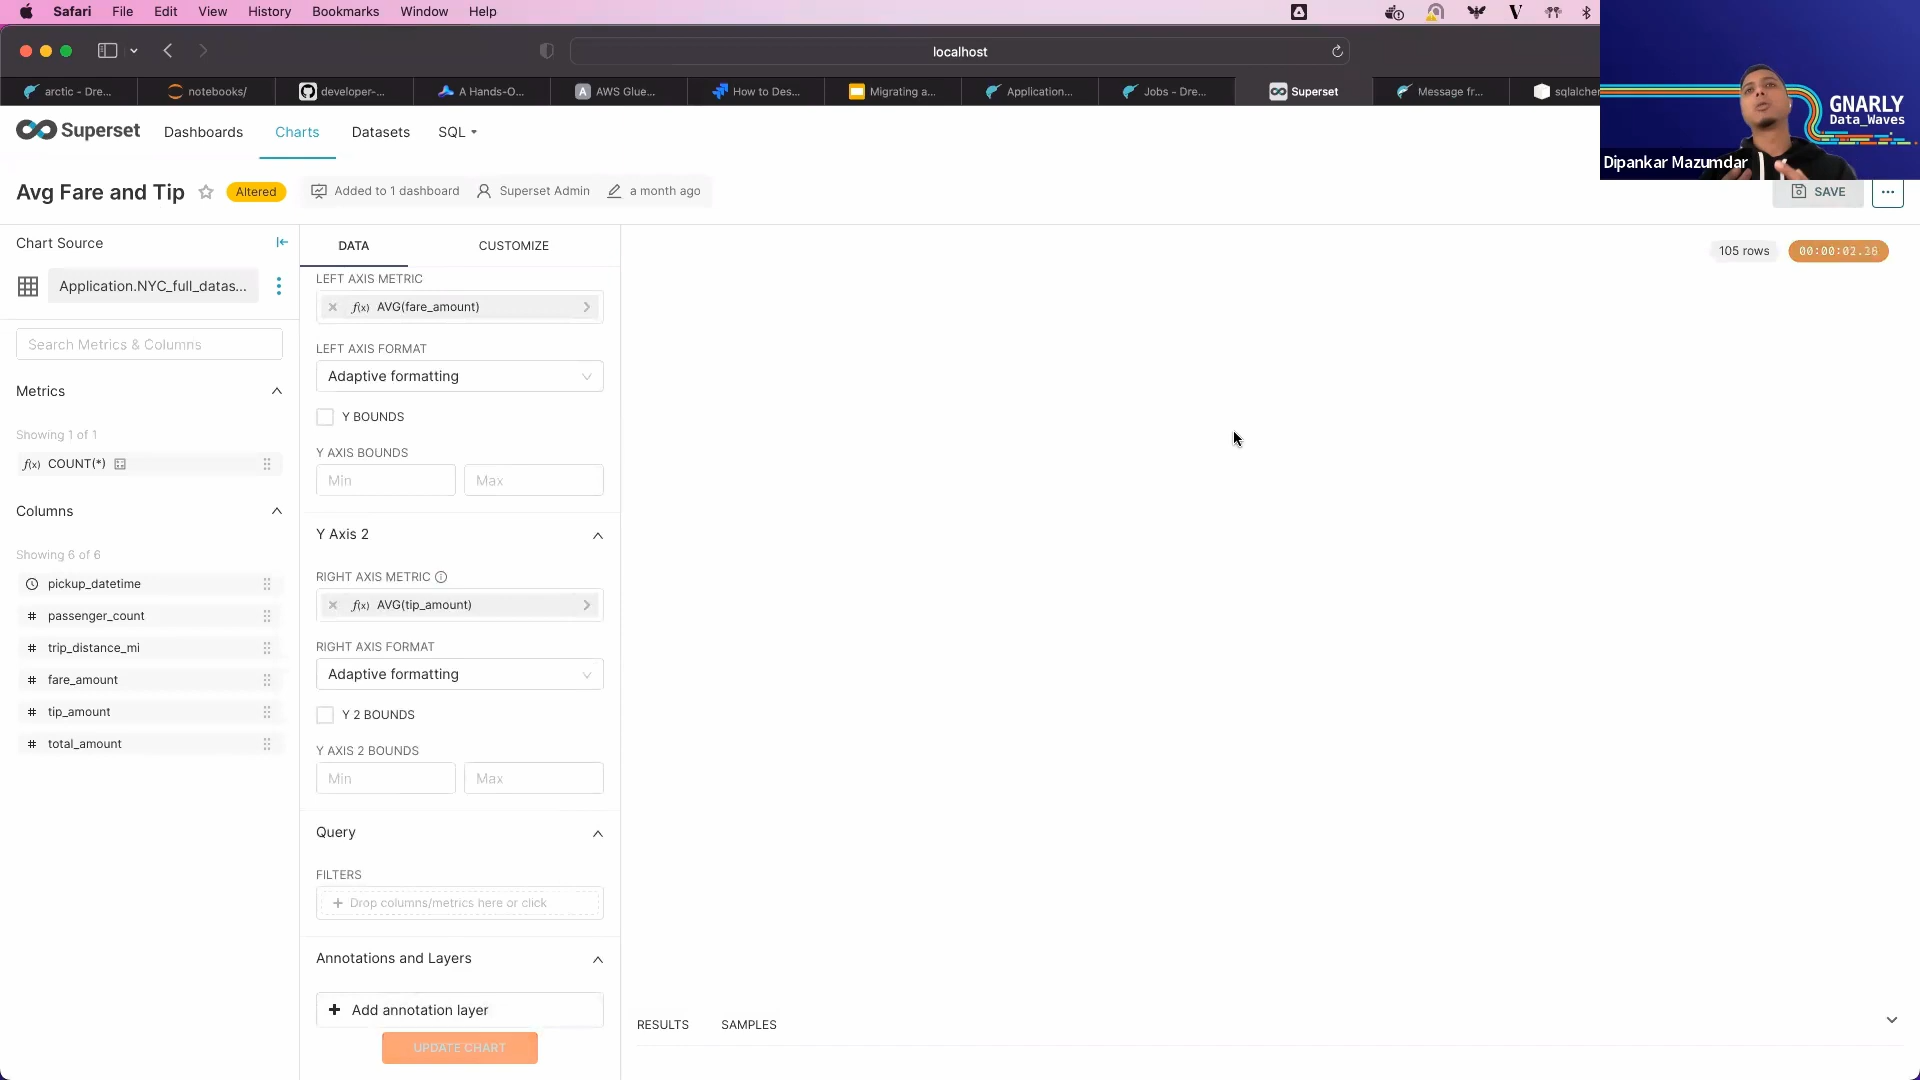 Safari File Edit View History Bookmarks Window Help
localhost
arctic - Dre...
notebooks/
developer-...
A Hands-O...
AWS Glue...
How to Des...
Migrating a...
Application...
Jobs - Dre...
Superset
Message fr...
sqlalche
GNARLY
Data_Waves
Dipankar Mazumdar
Superset Dashboards Charts Datasets SQL
Avg Fare and Tip Altered Added to 1 dashboard Superset Admin a month ago SAVE
Chart Source
Application.NYC_full_datas...
Search Metrics & Columns
Metrics
Showing 1 of 1
f(x) COUNT(*)
Columns
Showing 6 of 6
pickup_datetime
# passenger_count
# trip_distance_mi
# fare_amount
# tip_amount
# total_amount
DATA CUSTOMIZE
LEFT AXIS METRIC
f(x) AVG(fare_amount)
LEFT AXIS FORMAT
Adaptive formatting
Y BOUNDS
Y AXIS BOUNDS
Min Max
Y Axis 2
RIGHT AXIS METRIC
f(x) AVG(tip_amount)
RIGHT AXIS FORMAT
Adaptive formatting
Y 2 BOUNDS
Y AXIS 2 BOUNDS
Min Max
Query
FILTERS
+ Drop columns/metrics here or click
Annotations and Layers
+ Add annotation layer
UPDATE CHART
105 rows 00:00:02.26
RESULTS SAMPLES